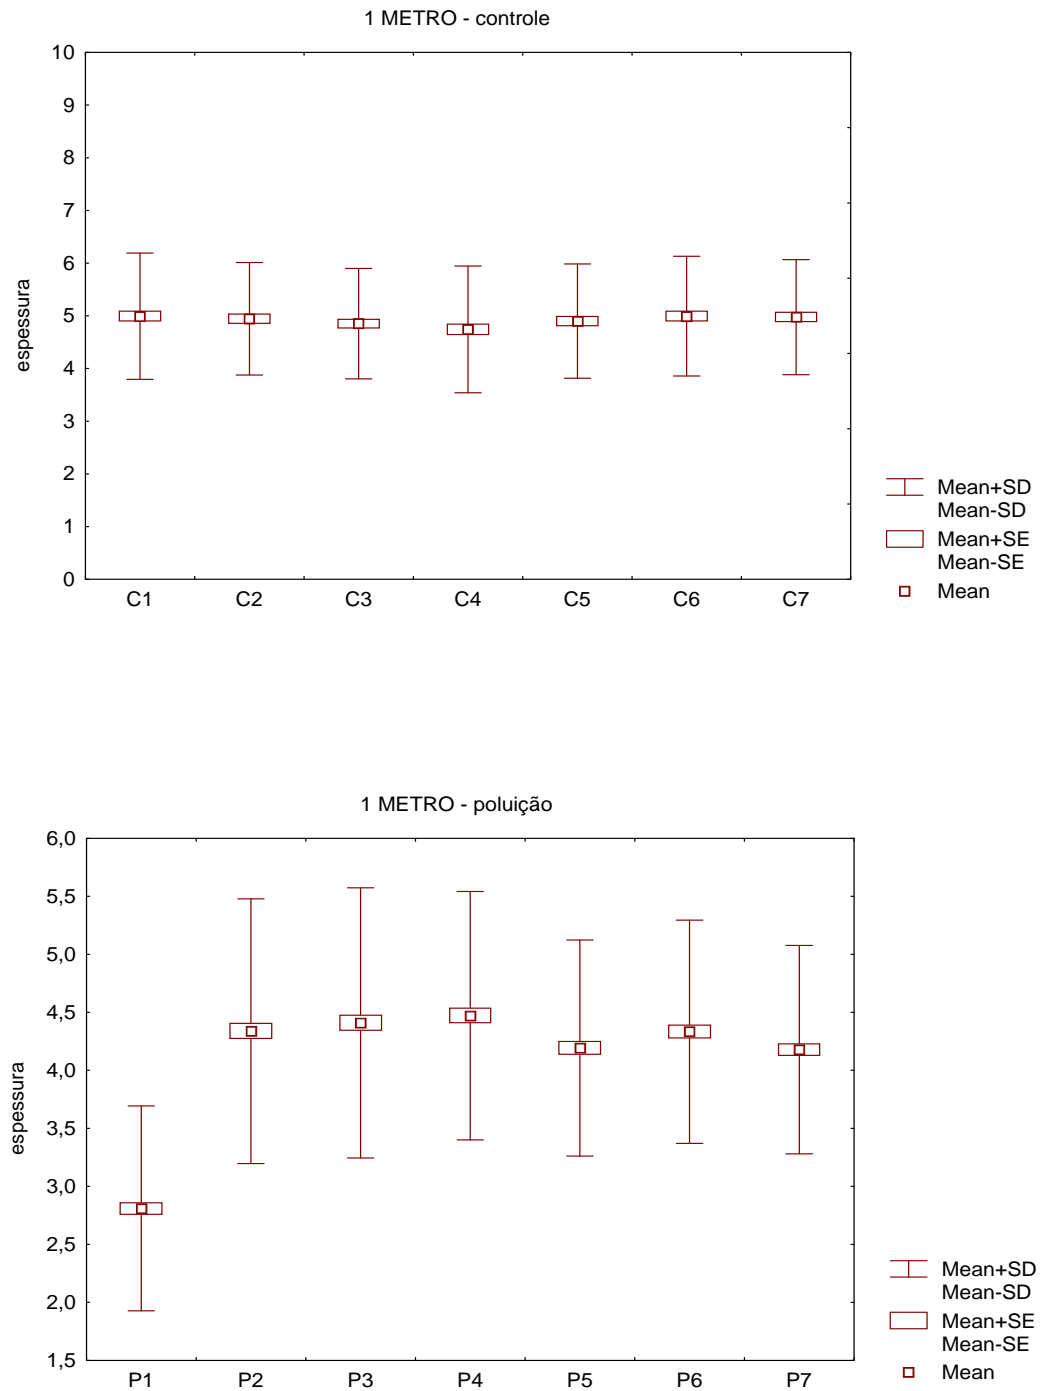 1 METRO - controle
10
9
8
7
6
5
4
3
2
1
0
espessura
C1 C2 C3 C4 C5 C6 C7
Mean+SD
Mean-SD
Mean+SE
Mean-SE
Mean
1 METRO - poluição
6,0
5,5
5,0
4,5
4,0
3,5
3,0
2,5
2,0
1,5
espessura
P1 P2 P3 P4 P5 P6 P7
Mean+SD
Mean-SD
Mean+SE
Mean-SE
Mean